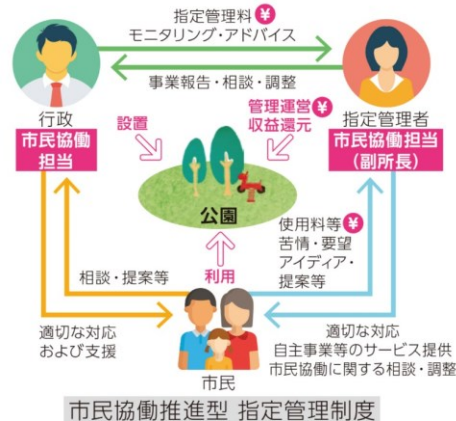 指定管理料 ¥
モニタリング・アドバイス
事業報告・相談・調整
行政
市民協働
担当
設置
管理運営 ¥
収益還元
指定管理者
市民協働担当
(副所長)
公園
利用
使用料等 ¥
苦情・要望
アイディア・
提案等
相談・提案等
適切な対応
および支援
市民
適切な対応
自主事業等のサービス提供
市民協働に関する相談・調整
市民協働推進型 指定管理制度